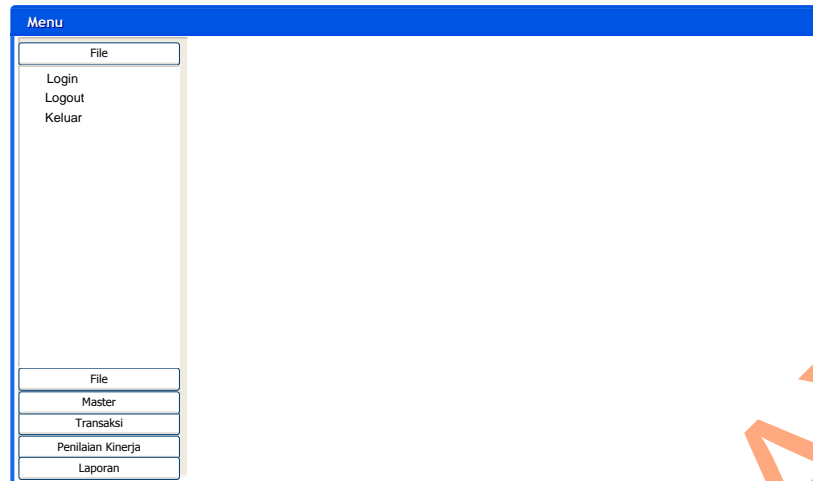 Menu
File
Login
Logout
Keluar
File
Master
Transaksi
Penilaian Kinerja
Laporan